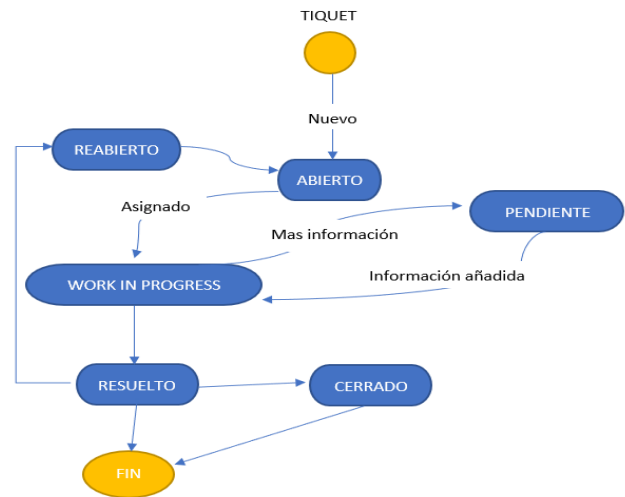 TIQUET
Nuevo
REABIERTO
ABIERTO
Asignado
PENDIENTE
Mas información
WORK IN PROGRESS
Información añadida
RESUELTO
CERRADO
FIN